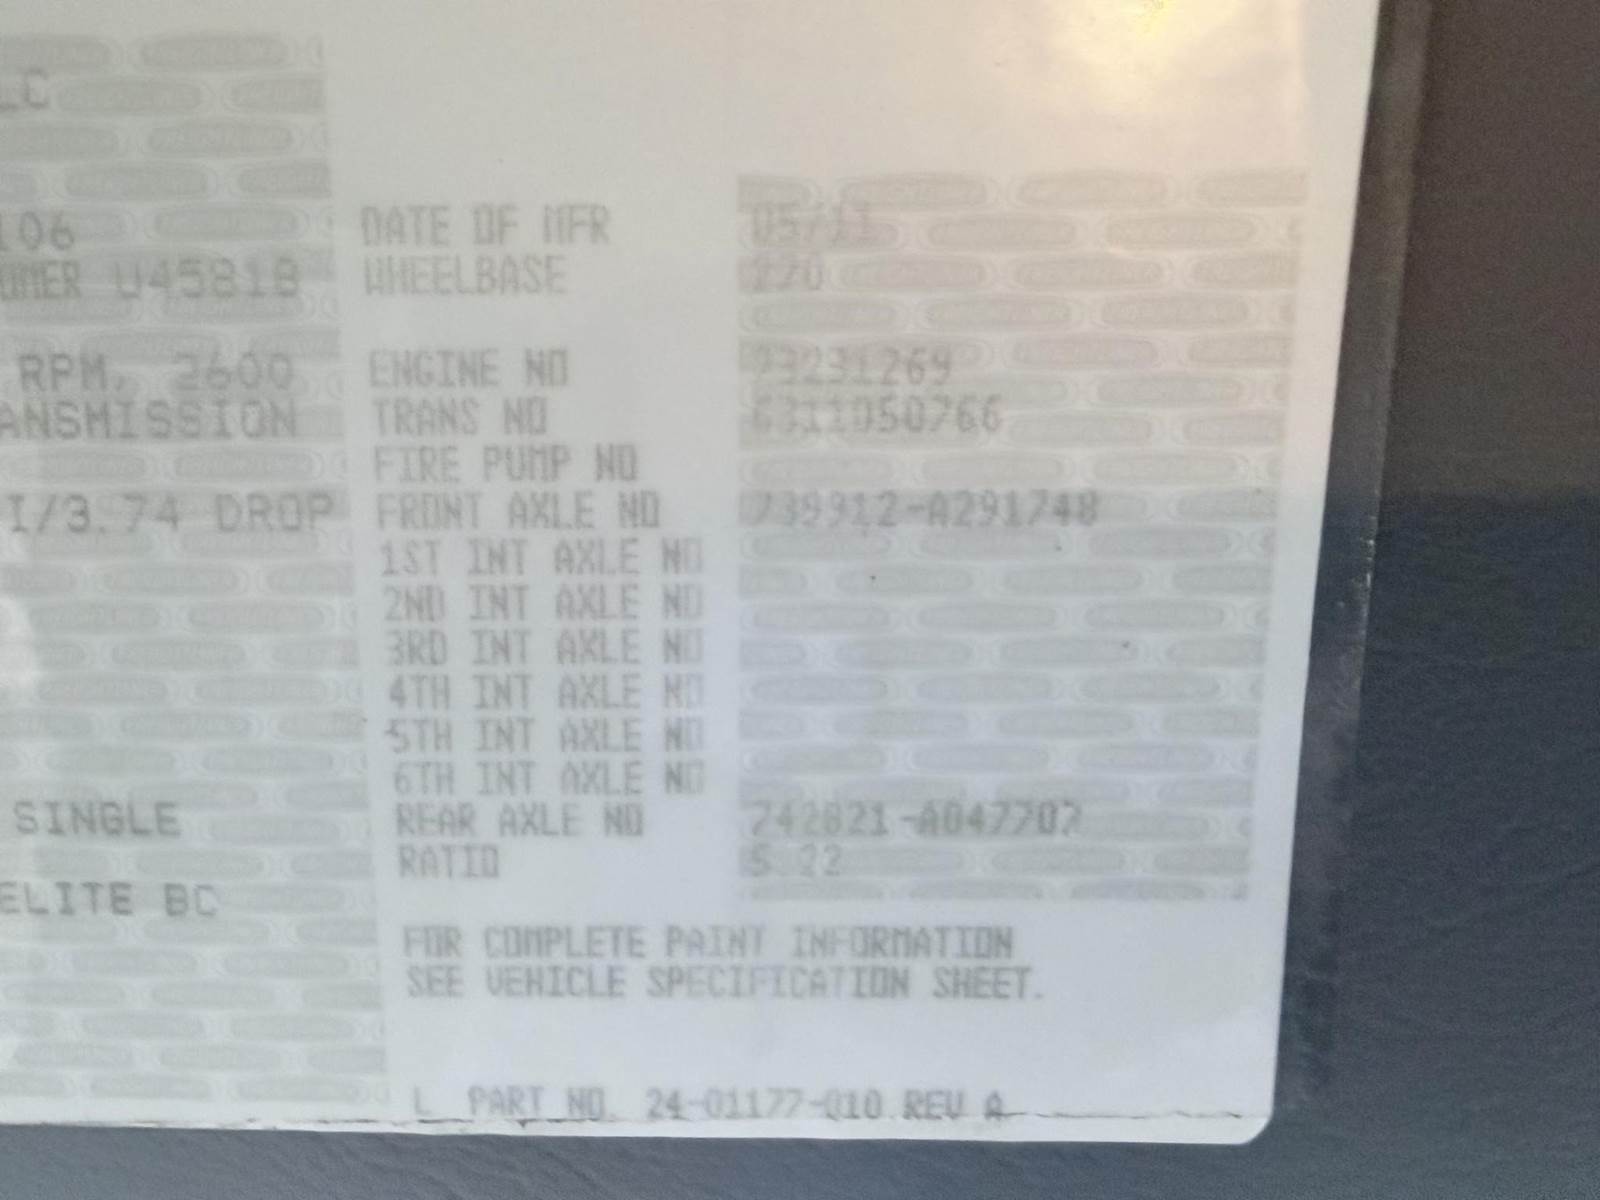 LC
106 DATE OF MFR 05/11
UMER U4581B WHEELBASE 270
RPM, 2600 ENGINE NO 73231269
ANSMISSION TRANS NO 6311050766
FIRE PUMP NO
I/3.74 DROP FRONT AXLE NO 739912-A291748
1ST INT AXLE NO
2ND INT AXLE NO
3RD INT AXLE NO
4TH INT AXLE NO
5TH INT AXLE NO
6TH INT AXLE NO
SINGLE REAR AXLE NO 742821-A047707
RATIO 5.22
ELITE BC
FOR COMPLETE PAINT INFORMATION
SEE VEHICLE SPECIFICATION SHEET.
L PART NO. 24-01177-010 REV A